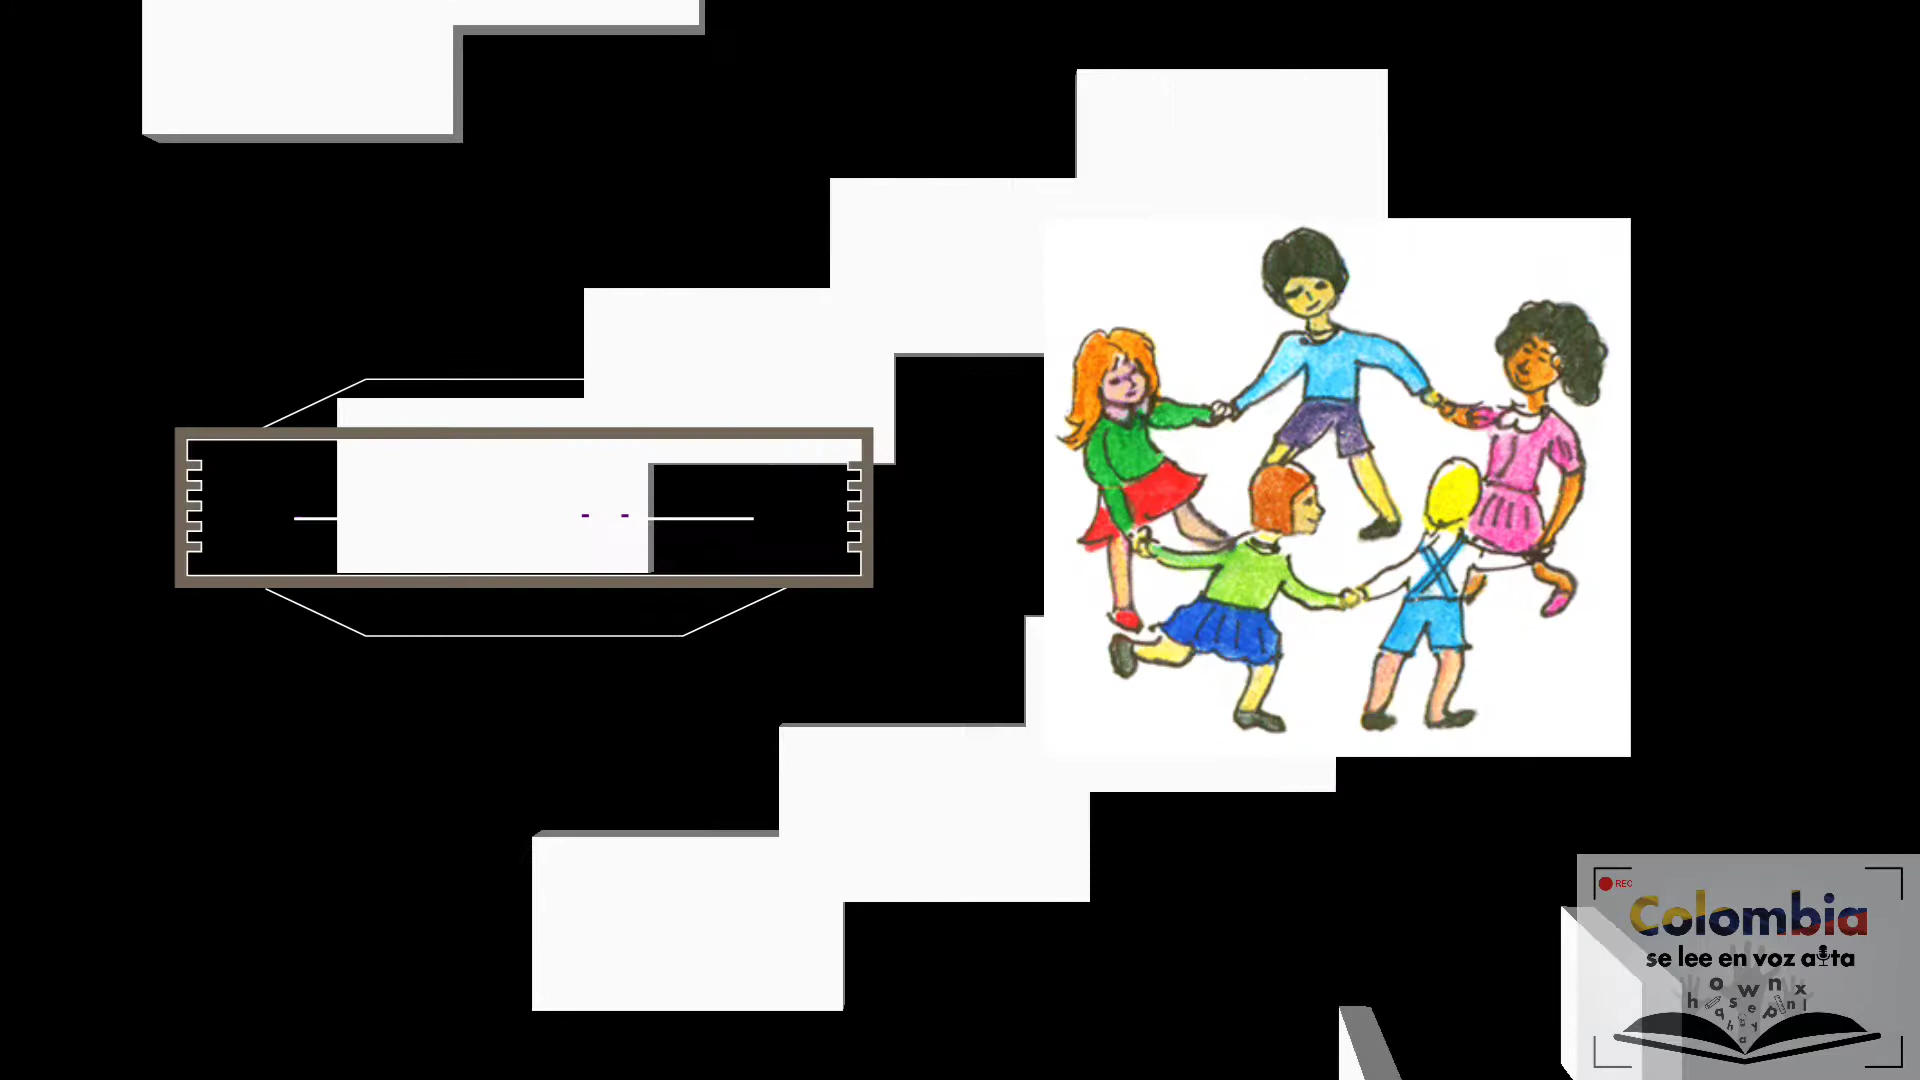 REC
Colombia
se lee en voz alta
o w n x
h s e p n l
q h y
a